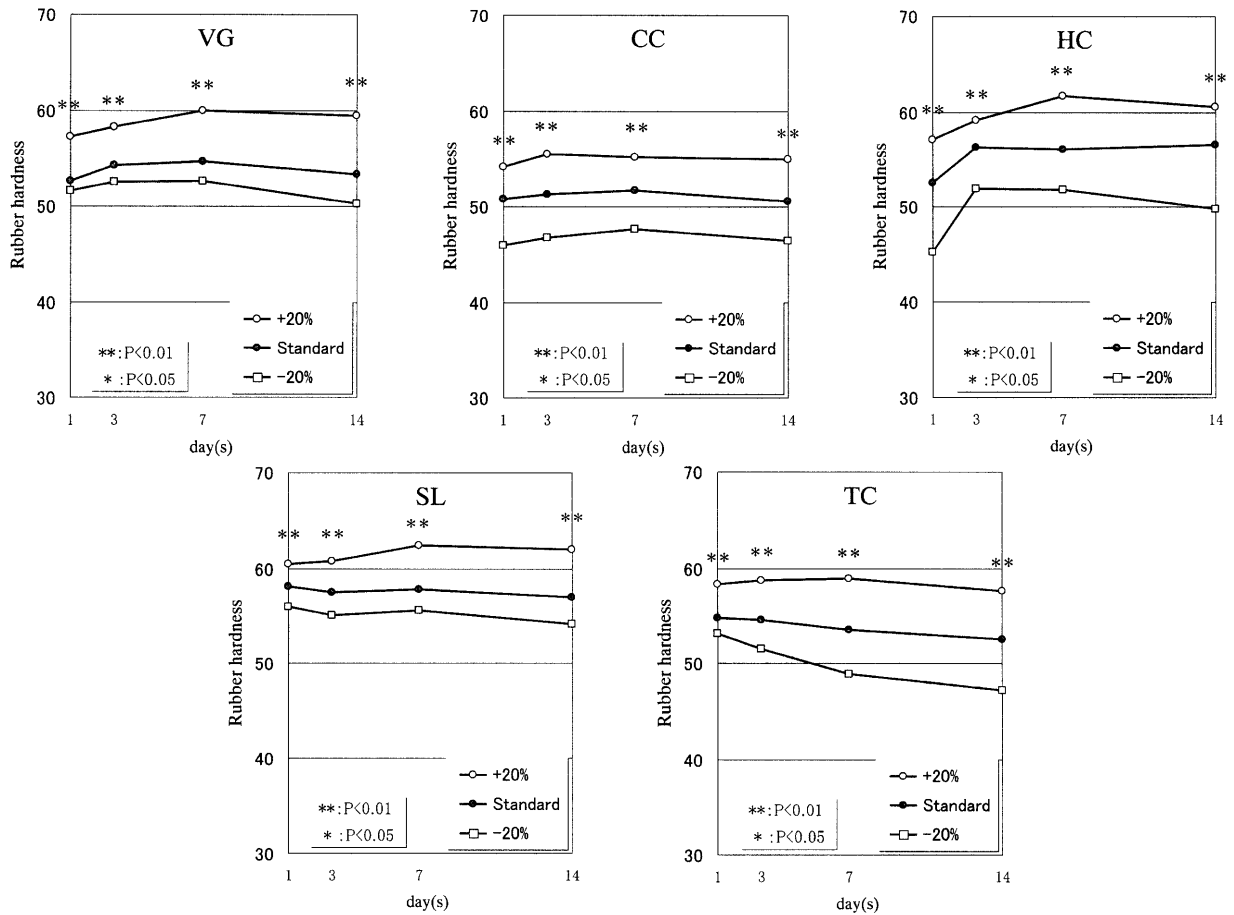 VG
70
60
50
40
30
Rubber hardness
** ** ** **
+20%
Standard
-20%
**:P<0.01
* :P<0.05
1 3 7 14
day(s)
CC
70
60
50
40
30
Rubber hardness
** ** ** **
+20%
Standard
-20%
**:P<0.01
* :P<0.05
1 3 7 14
day(s)
HC
70
60
50
40
30
Rubber hardness
** ** ** **
+20%
Standard
-20%
**:P<0.01
* :P<0.05
1 3 7 14
day(s)
SL
70
60
50
40
30
Rubber hardness
** ** ** **
+20%
Standard
-20%
**:P<0.01
* :P<0.05
1 3 7 14
day(s)
TC
70
60
50
40
30
Rubber hardness
** ** ** **
+20%
Standard
-20%
**:P<0.01
* :P<0.05
1 3 7 14
day(s)